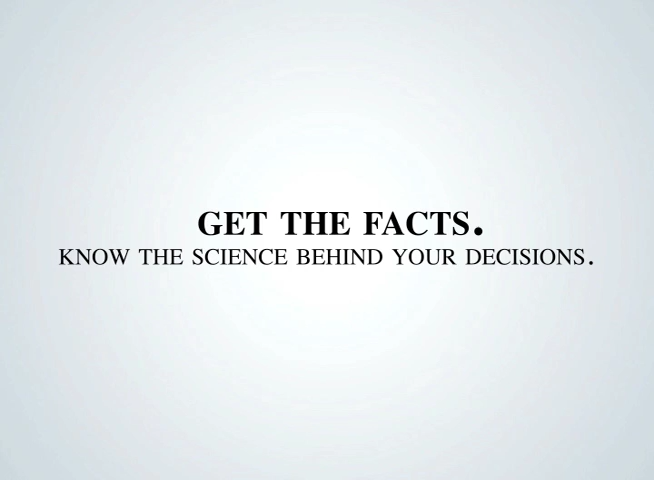 GET THE FACTS.
KNOW THE SCIENCE BEHIND YOUR DECISIONS.